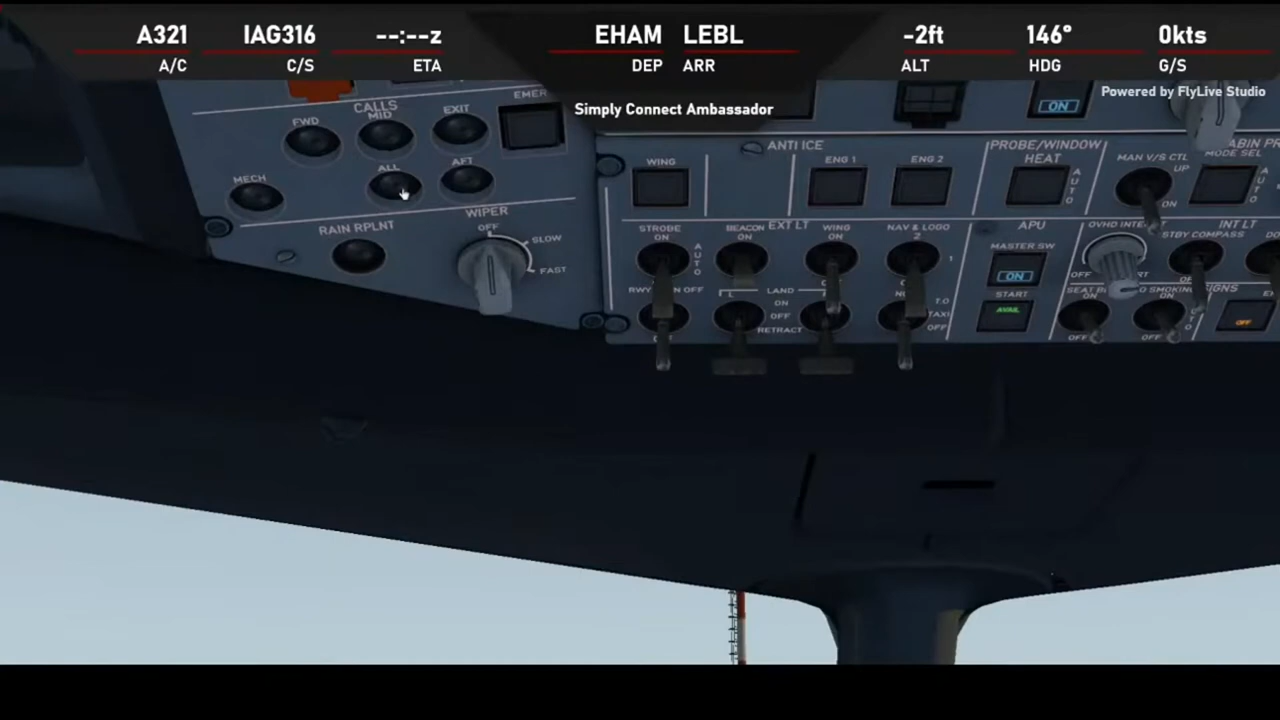 A321 IAG316 --:--z EHAM LEBL -2ft 146° 0kts
A/C C/S ETA DEP ARR ALT HDG G/S
Powered by FlyLive Studio
Simply Connect Ambassador
EMER
CALLS
FWD MID EXIT
ALL AFT
MECH
RAIN RPLNT
WIPER
OFF
SLOW
FAST
ON
ANTI ICE
WING ENG 1 ENG 2
PROBE/WINDOW
HEAT
AUTO
MAN V/S CTL
UP
MODE SEL
STROBE BEACON EXT LT WING NAV & LOGO
ON ON ON 2
AUTO
1
APU
MASTER SW
ON
START
AVAIL
INT LT
STBY COMPASS
OFF
LAND
ON
OFF
RETRACT
T.O
TAXI
OFF
SMOKING
SIGNS
ON
OFF OFF
OFF